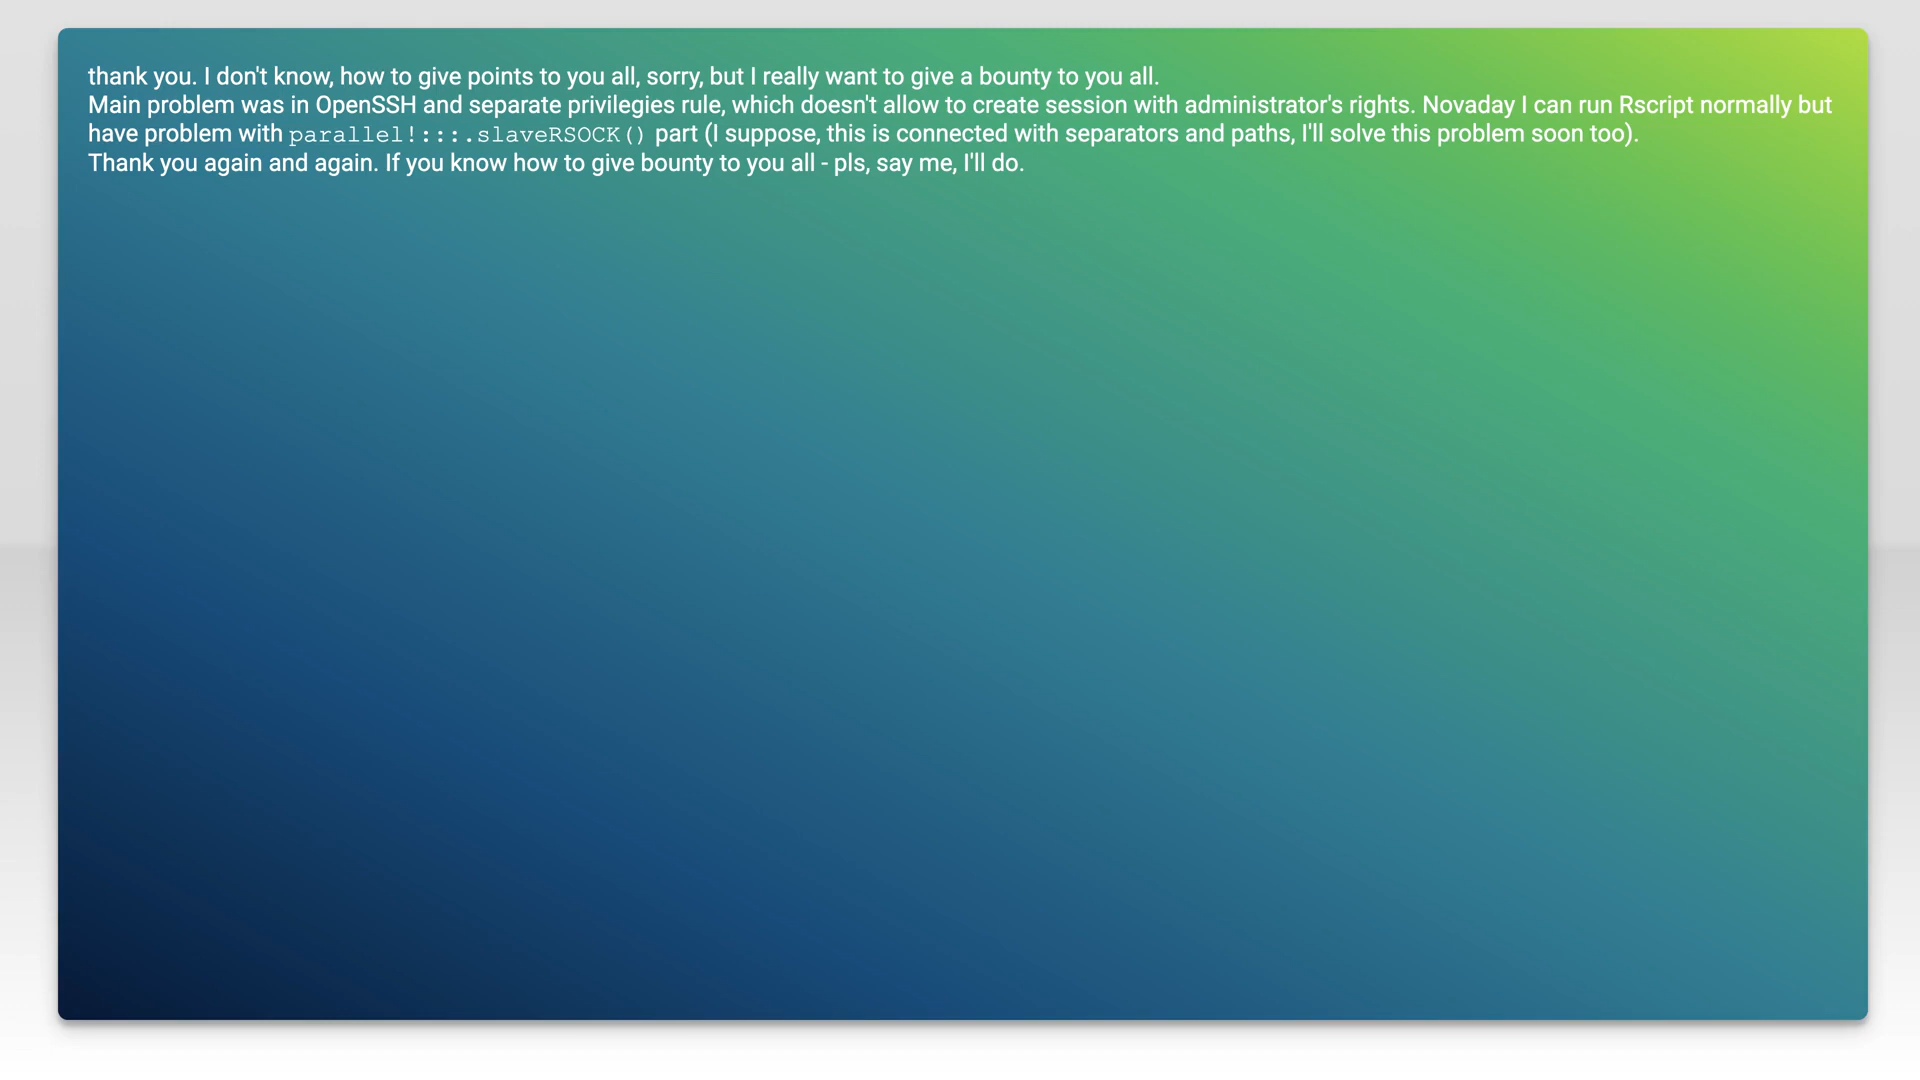 thank you. I don't know, how to give points to you all, sorry, but I really want to give a bounty to you all.
Main problem was in OpenSSH and separate privilegies rule, which doesn't allow to create session with administrator's rights. Novaday I can run Rscript normally but
have problem with parallel!:::.slaveRSOCK() part (I suppose, this is connected with separators and paths, I'll solve this problem soon too).
Thank you again and again. If you know how to give bounty to you all - pls, say me, I'll do.